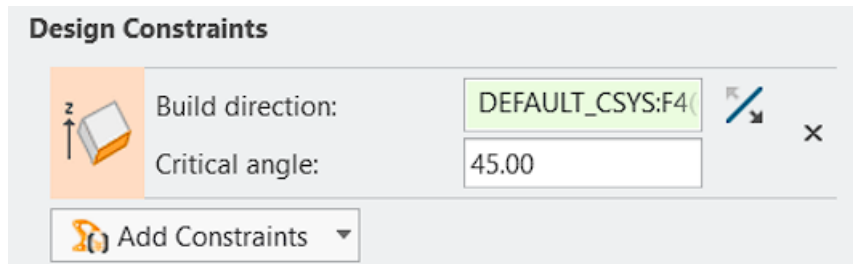 Design Constraints
z
Build direction: DEFAULT_CSYS:F4(
Critical angle: 45.00
Add Constraints